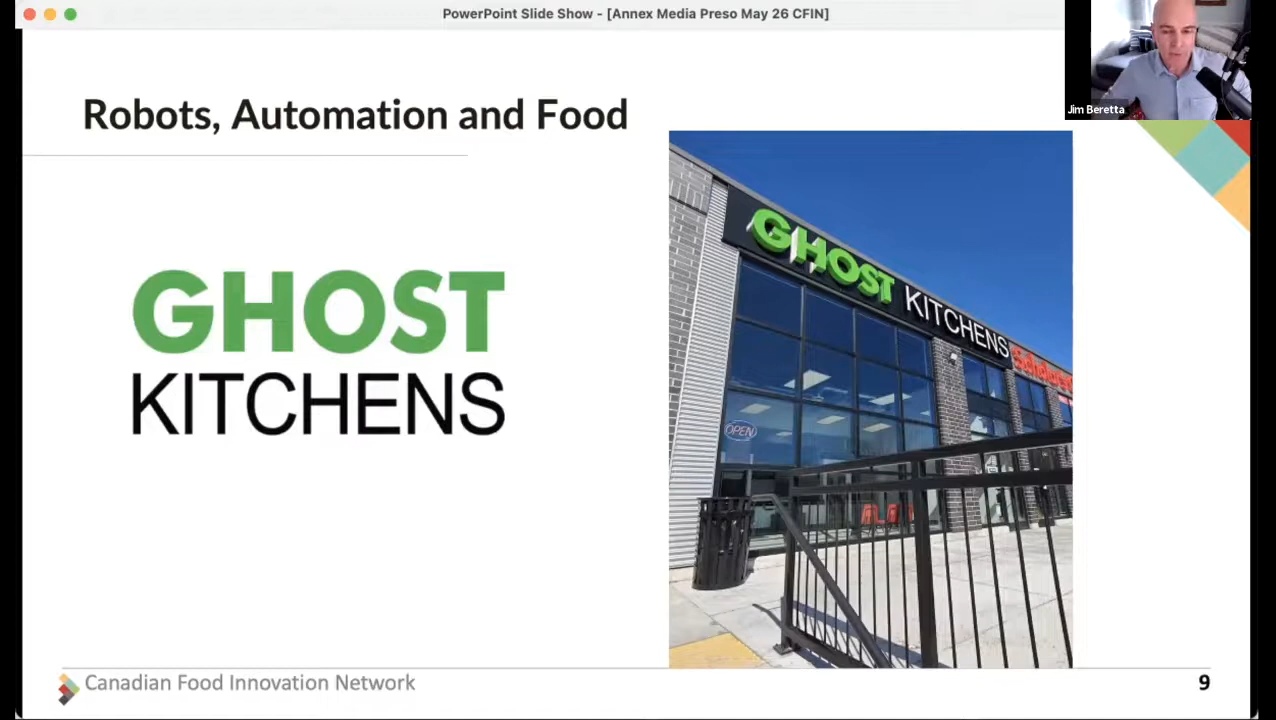 PowerPoint Slide Show - [Annex Media Preso May 26 CFIN]
Jim Beretta
Robots, Automation and Food
GHOST
KITCHENS
GHOST KITCHENS
OPEN
Canadian Food Innovation Network
9